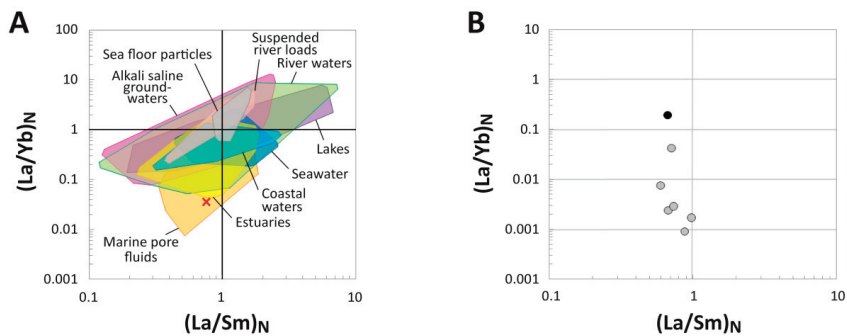 A
(La/Yb)N
100
10
1
0.1
0.01
0.001
0.1
1
10
(La/Sm)N
Sea floor particles
Suspended
river loads
River waters
Alkali saline
ground-
waters
Lakes
Seawater
Coastal
waters
Estuaries
Marine pore
fluids
B
(La/Yb)N
10
1
0.1
0.01
0.001
0.1
1
10
(La/Sm)N